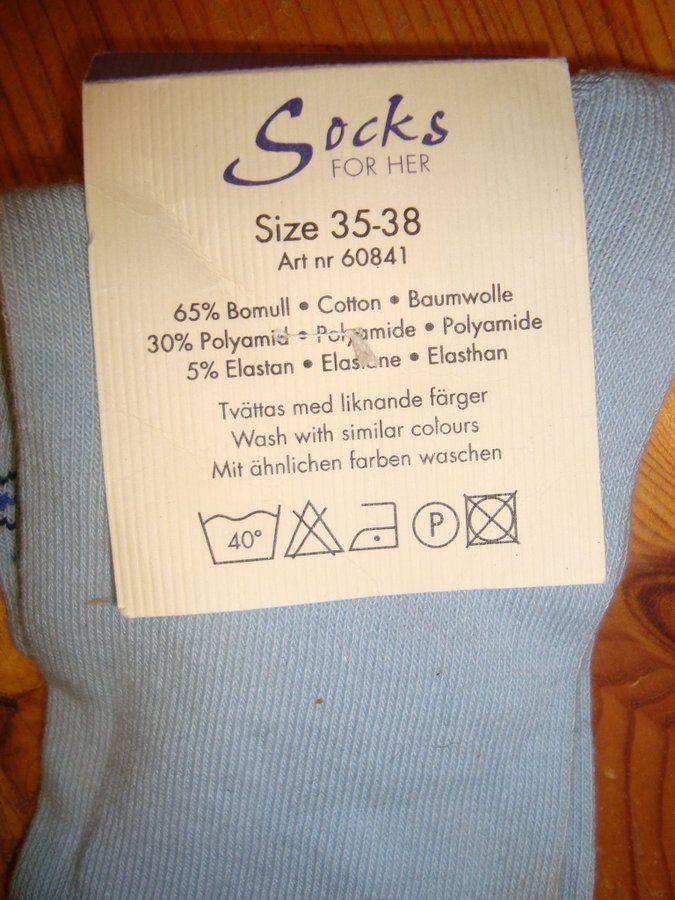 Socks
FOR HER
Size 35-38
Art nr 60841
65% Bomull • Cotton • Baumwolle
30% Polyamid • Polyamide • Polyamide
5% Elastan • Elastane • Elasthan
Tvättas med liknande färger
Wash with similar colours
Mit ähnlichen farben waschen
40° P